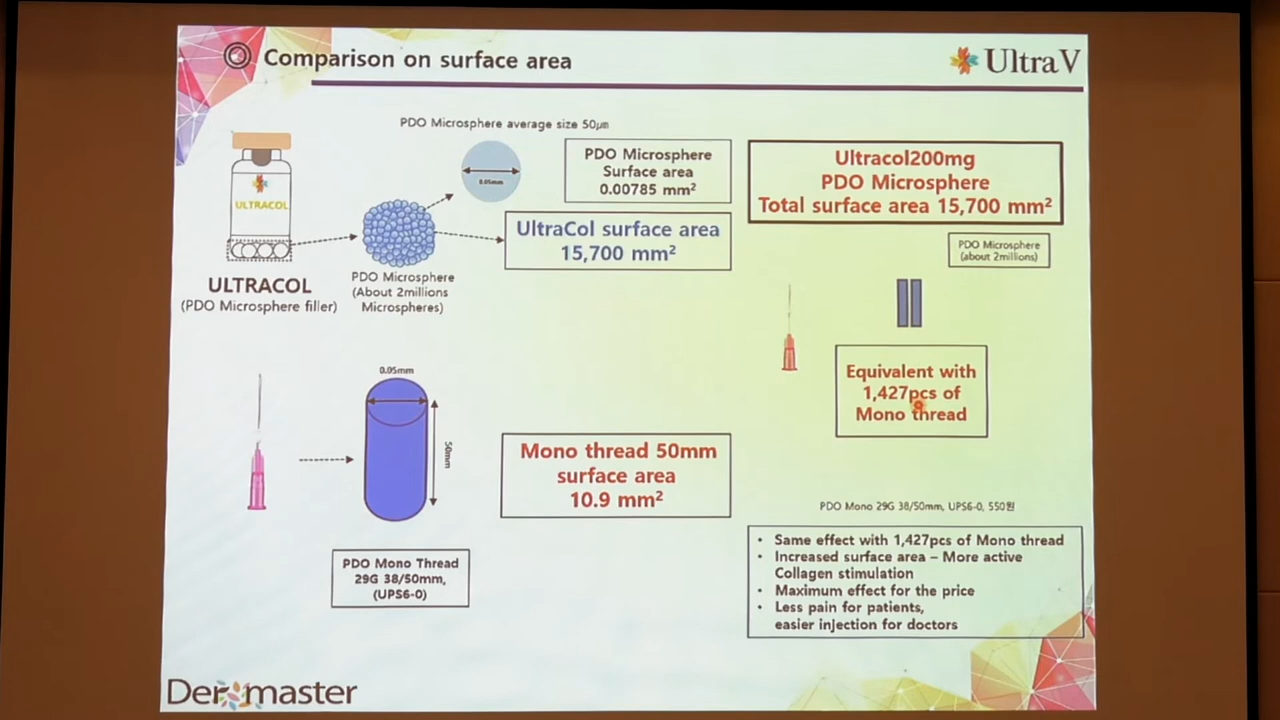 Comparison on surface area
UltraV
PDO Microsphere average size 50㎛
0.05mm
PDO Microsphere
Surface area
0.00785 mm²
ULTRACOL
UltraCol surface area
15,700 mm²
ULTRACOL
(PDO Microsphere filler)
PDO Microsphere
(About 2millions
Microspheres)
Ultracol200mg
PDO Microsphere
Total surface area 15,700 mm²
PDO Microsphere
(about 2millions)
Equivalent with
1,427pcs of
Mono thread
0.05mm
50mm
Mono thread 50mm
surface area
10.9 mm²
PDO Mono Thread
29G 38/50mm,
(UPS6-0)
PDO Mono 29G 38/50mm, UPS6-0, 550원
• Same effect with 1,427pcs of Mono thread
• Increased surface area – More active
Collagen stimulation
• Maximum effect for the price
• Less pain for patients,
easier injection for doctors
Dermaster